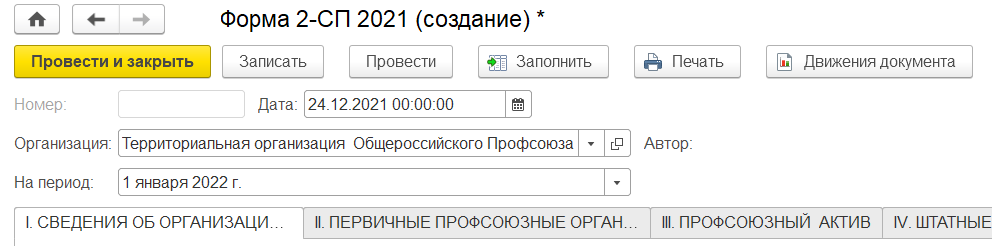 Форма 2-СП 2021 (создание) *
Провести и закрыть Записать Провести Заполнить Печать Движения документа
Номер: Дата: 24.12.2021 00:00:00
Организация: Территориальная организация Общероссийского Профсоюза Автор:
На период: 1 января 2022 г.
I. СВЕДЕНИЯ ОБ ОРГАНИЗАЦИ... II. ПЕРВИЧНЫЕ ПРОФСОЮЗНЫЕ ОРГАН... III. ПРОФСОЮЗНЫЙ АКТИВ IV. ШТАТНЫЕ